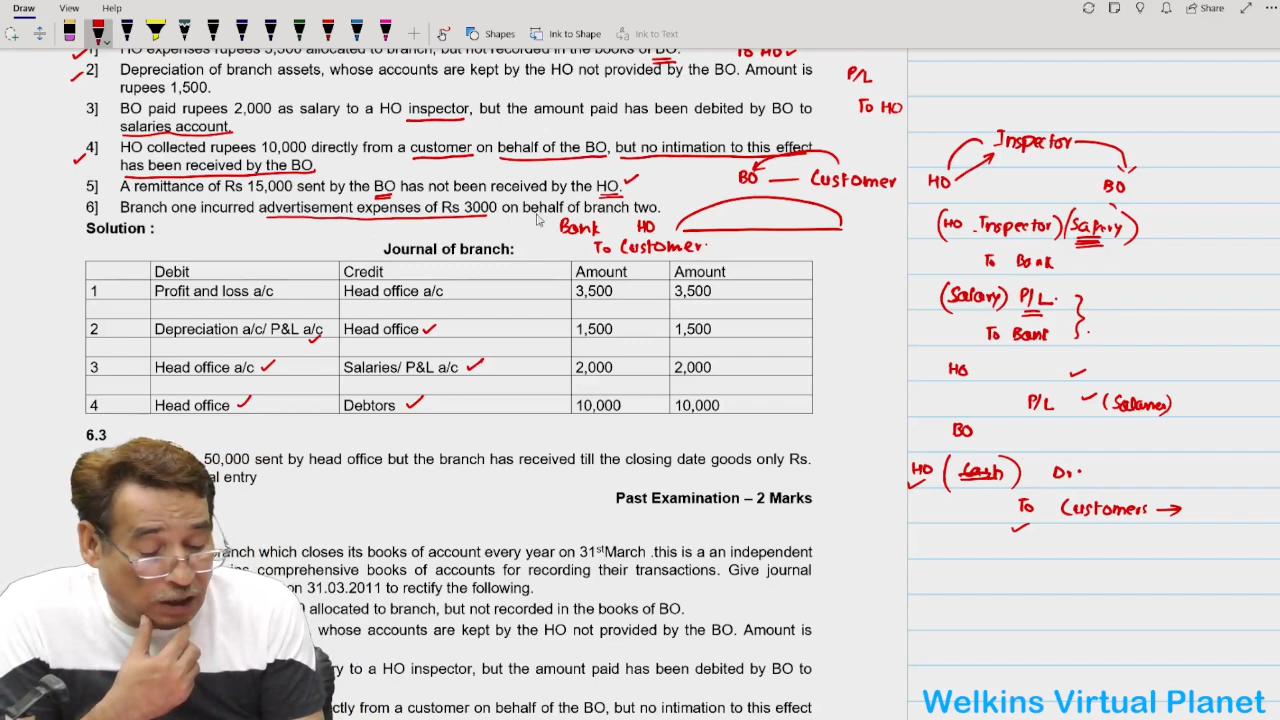 Draw View Help
Share
Shapes Ink to Shape Ink to Text
1] HO expenses rupees 3,500 allocated to branch, but not recorded in the books of BO. To HO
2] Depreciation of branch assets, whose accounts are kept by the HO not provided by the BO. Amount is
rupees 1,500.
3] BO paid rupees 2,000 as salary to a HO inspector, but the amount paid has been debited by BO to
salaries account.
4] HO collected rupees 10,000 directly from a customer on behalf of the BO, but no intimation to this effect
has been received by the BO.
5] A remittance of Rs 15,000 sent by the BO has not been received by the HO.
BO — Customer
6] Branch one incurred advertisement expenses of Rs 3000 on behalf of branch two.
Solution :
Bank HO
To Customer.
Journal of branch:
Debit Credit Amount Amount
1 Profit and loss a/c Head office a/c 3,500 3,500
2 Depreciation a/c/ P&L a/c Head office 1,500 1,500
3 Head office a/c Salaries/ P&L a/c 2,000 2,000
4 Head office Debtors 10,000 10,000
6.3
50,000 sent by head office but the branch has received till the closing date goods only Rs.
al entry
Past Examination – 2 Marks
anch which closes its books of account every year on 31stMarch .this is a an independent
comprehensive books of accounts for recording their transactions. Give journal
on 31.03.2011 to rectify the following.
allocated to branch, but not recorded in the books of BO.
, whose accounts are kept by the HO not provided by the BO. Amount is
ry to a HO inspector, but the amount paid has been debited by BO to
ctly from a customer on behalf of the BO, but no intimation to this effect
P/L
To HO
Inspector
HO BO
(HO Inspector)/(Salary)
To Bank
(Salary) P/L.
To Bank
HO
P/L (Salaries)
BO
HO (Cash) Dr.
To Customers →
Welkins Virtual Planet